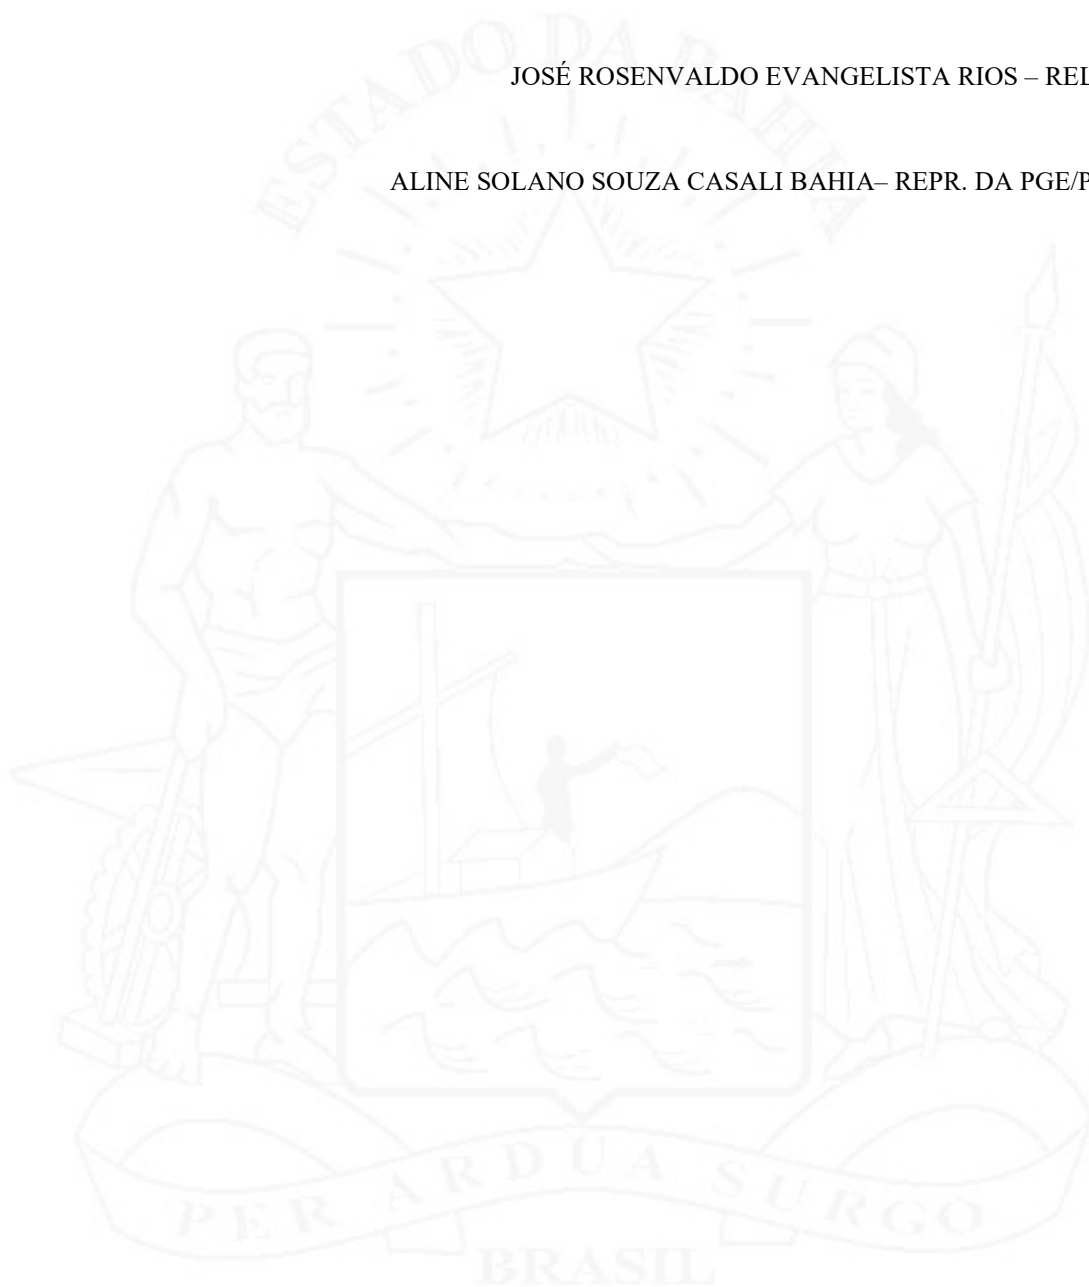 ESTADO DA BAHIA
JOSÉ ROSENVALDO EVANGELISTA RIOS – REL
ALINE SOLANO SOUZA CASALI BAHIA– REPR. DA PGE/P
PER ARDUA SURGO
BRASIL